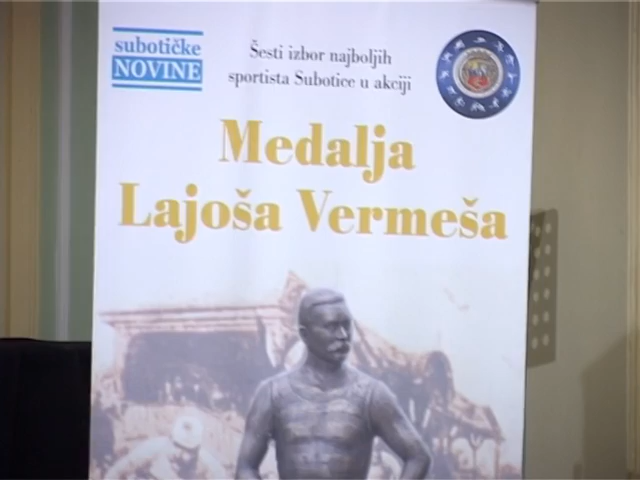 subotičke
NOVINE
Šesti izbor najboljih
sportista Subotice u akciji
Medalja
Lajoša Vermeša